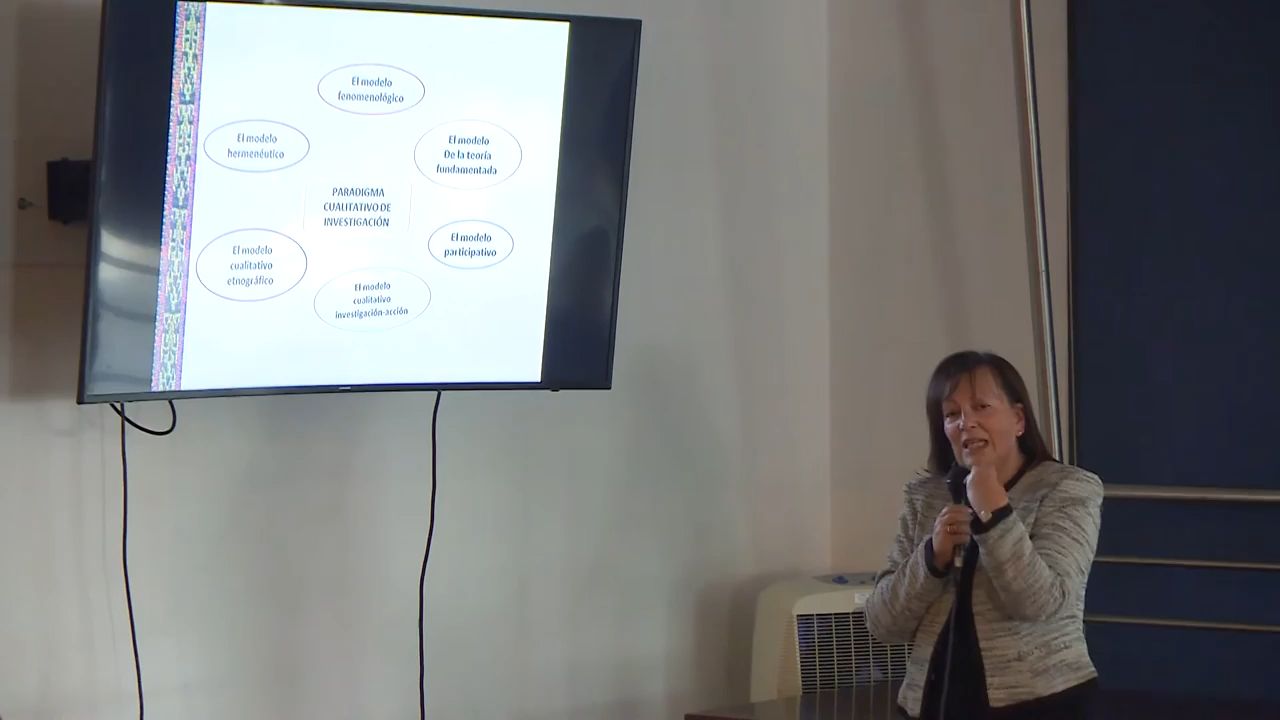 El modelo
fenomenológico
El modelo
hermenéutico
El modelo
De la teoría
fundamentada
PARADIGMA
CUALITATIVO DE
INVESTIGACIÓN
El modelo
participativo
El modelo
cualitativo
etnográfico
El modelo
cualitativo
investigación-acción